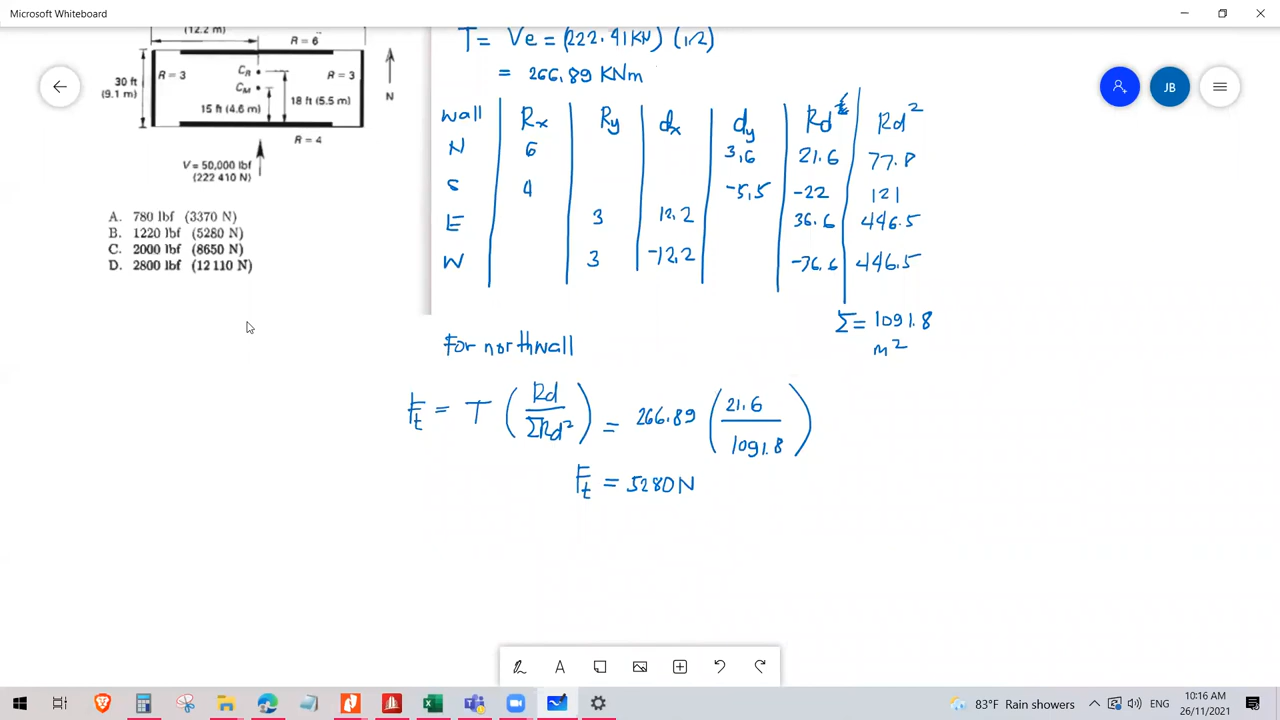 Microsoft Whiteboard
(12.2 m)
R = 6
30 ft
(9.1 m)
R = 3
CR
CM
R = 3
15 ft (4.6 m)
18 ft (5.5 m)
N
R = 4
V = 50,000 lbf
(222 410 N)
A. 780 lbf (3370 N)
B. 1220 lbf (5280 N)
C. 2000 lbf (8650 N)
D. 2800 lbf (12 110 N)
T = Ve = (222.41KN) (1.2)
= 266.89 KNm
wall Rx Ry dx dy Rd Rd²
N 6 3.6 21.6 77.8
S 4 -5.5 -22 121
E 3 12.2 36.6 446.5
W 3 -12.2 -36.6 446.5
Σ = 1091.8
m²
For north wall
Ft = T (Rd / ΣRd²) = 266.89 (21.6 / 1091.8)
Ft = 5280 N
JB
A
83°F Rain showers
ENG
10:16 AM
26/11/2021